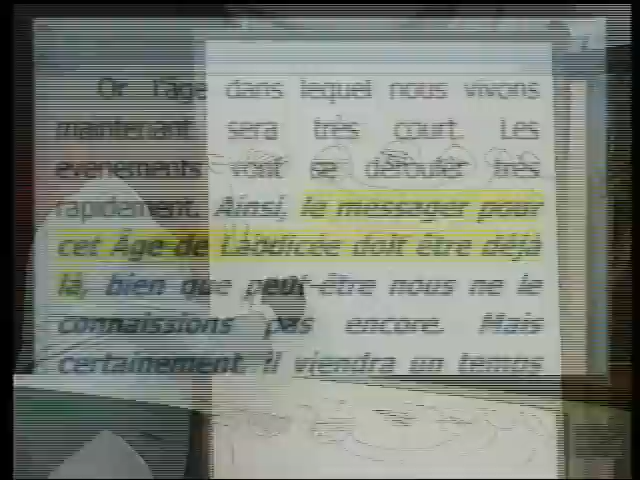 Or l'âge dans lequel nous vivons
maintenant sera très court. Les
evenements vont se dérouler très
rapidement. Ainsi, le messager pour
cet Âge de Laodicée doit être déjà
là, bien que peut-être nous ne le
connaissions pas encore. Mais
certainement, il viendra un temps